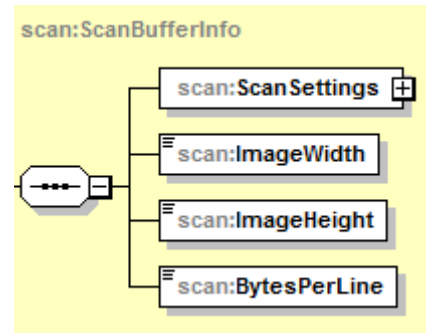 scan:ScanBufferInfo
scan:ScanSettings
scan:ImageWidth
scan:ImageHeight
scan:BytesPerLine